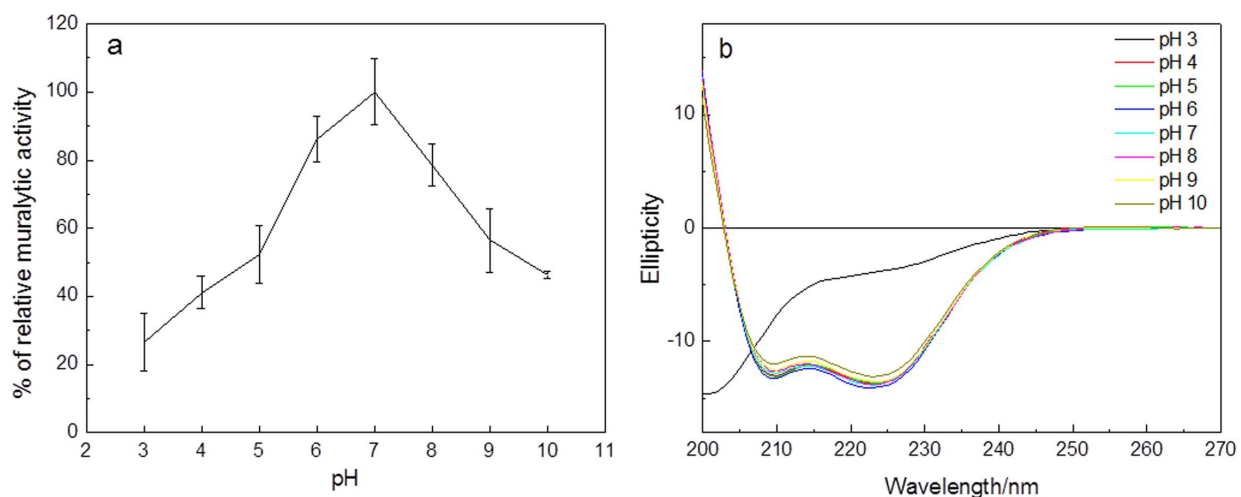 a
% of relative muralytic activity
120
100
80
60
40
20
0
2 3 4 5 6 7 8 9 10 11
pH
b
Ellipticity
10
0
-10
pH 3
pH 4
pH 5
pH 6
pH 7
pH 8
pH 9
pH 10
200 210 220 230 240 250 260 270
Wavelength/nm